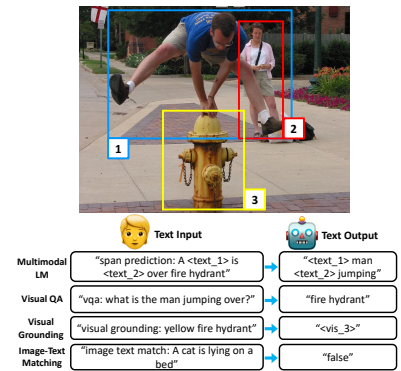 1
2
3
Text Input
Text Output
Multimodal LM
"span prediction: A <text_1> is <text_2> over fire hydrant"
"<text_1> man <text_2> jumping"
Visual QA
"vqa: what is the man jumping over?"
"fire hydrant"
Visual Grounding
"visual grounding: yellow fire hydrant"
"<vis_3>"
Image-Text Matching
"image text match: A cat is lying on a bed"
"false"